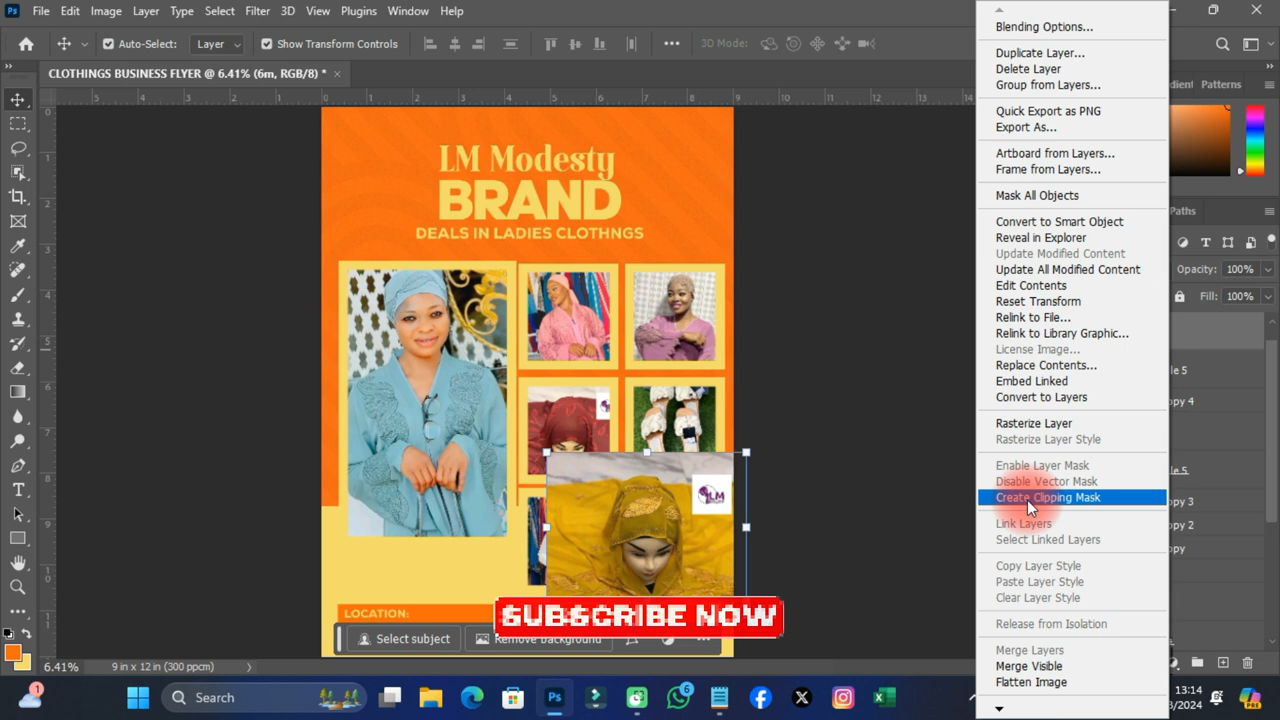 File Edit Image Layer Type Select Filter 3D View Plugins Window Help
Auto-Select: Layer Show Transform Controls 3D Mode:
CLOTHINGS BUSINESS FLYER @ 6.41% (6m, RGB/8) *
LM Modesty
BRAND
DEALS IN LADIES CLOTHNGS
LM
LOCATION:
SUBSCRIBE NOW
Select subject Remove background
6.41% 9 in x 12 in (300 ppcm)
Blending Options...
Duplicate Layer...
Delete Layer
Group from Layers...
Quick Export as PNG
Export As...
Artboard from Layers...
Frame from Layers...
Mask All Objects
Convert to Smart Object
Reveal in Explorer
Update Modified Content
Update All Modified Content
Edit Contents
Reset Transform
Relink to File...
Relink to Library Graphic...
License Image...
Replace Contents...
Embed Linked
Convert to Layers
Rasterize Layer
Rasterize Layer Style
Enable Layer Mask
Disable Vector Mask
Create Clipping Mask
Link Layers
Select Linked Layers
Copy Layer Style
Paste Layer Style
Clear Layer Style
Release from Isolation
Merge Layers
Merge Visible
Flatten Image
Patterns
Paths
Opacity: 100%
Fill: 100%
Search
13:14